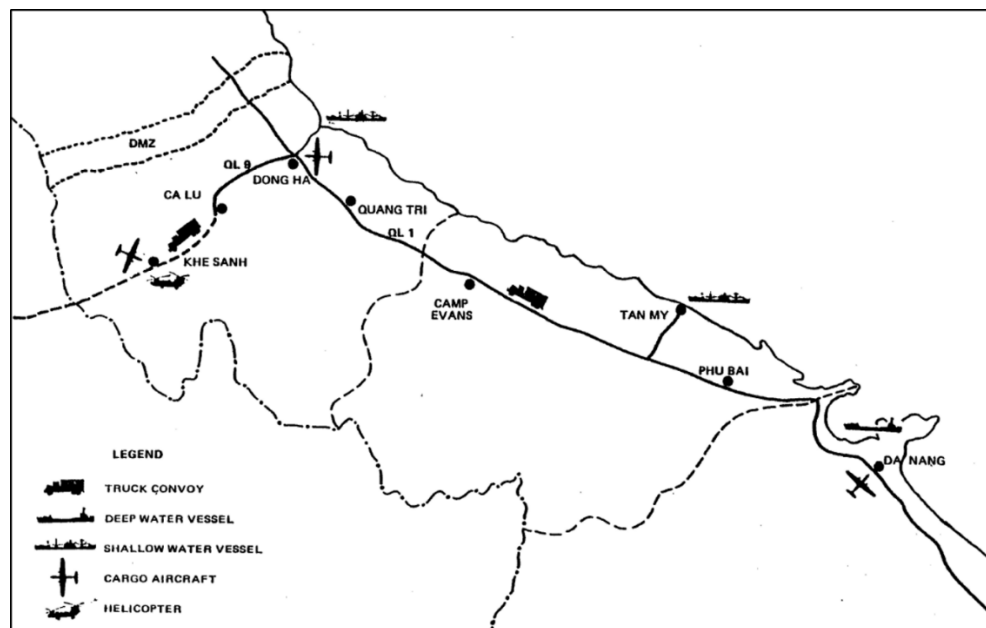 DMZ
QL 9
DONG HA
CA LU
QUANG TRI
QL 1
KHE SANH
CAMP
EVANS
TAN MY
PHU BAI
DA NANG
LEGEND
TRUCK CONVOY
DEEP WATER VESSEL
SHALLOW WATER VESSEL
CARGO AIRCRAFT
HELICOPTER